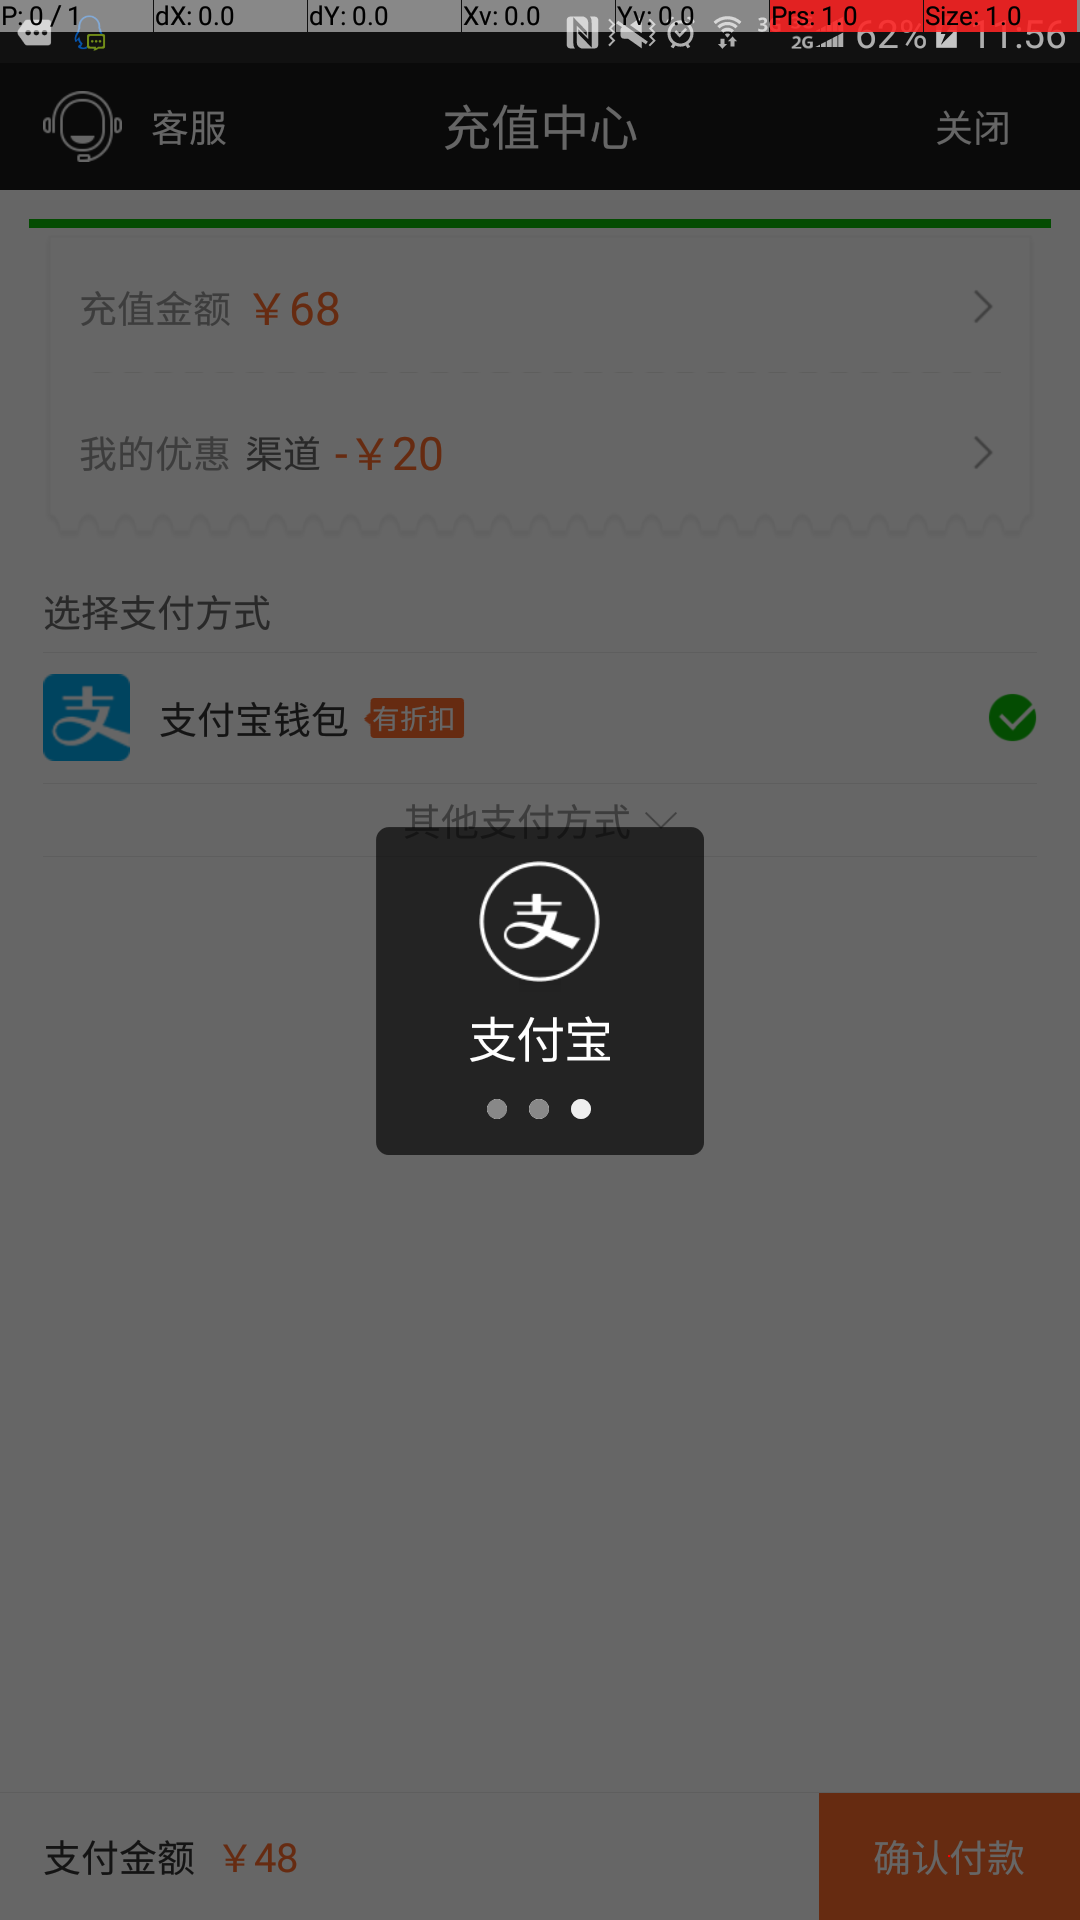 P: 0 / 1 dX: 0.0 dY: 0.0 Xv: 0.0 Yv: 0.0 Prs: 1.0 Size: 1.0
2G 62% 11:56
客服 充值中心 关闭
充值金额 ￥68
我的优惠 渠道 -￥20
选择支付方式
支 支付宝钱包 有折扣
其他支付方式
支
支付宝
支付金额 ￥48 确认付款